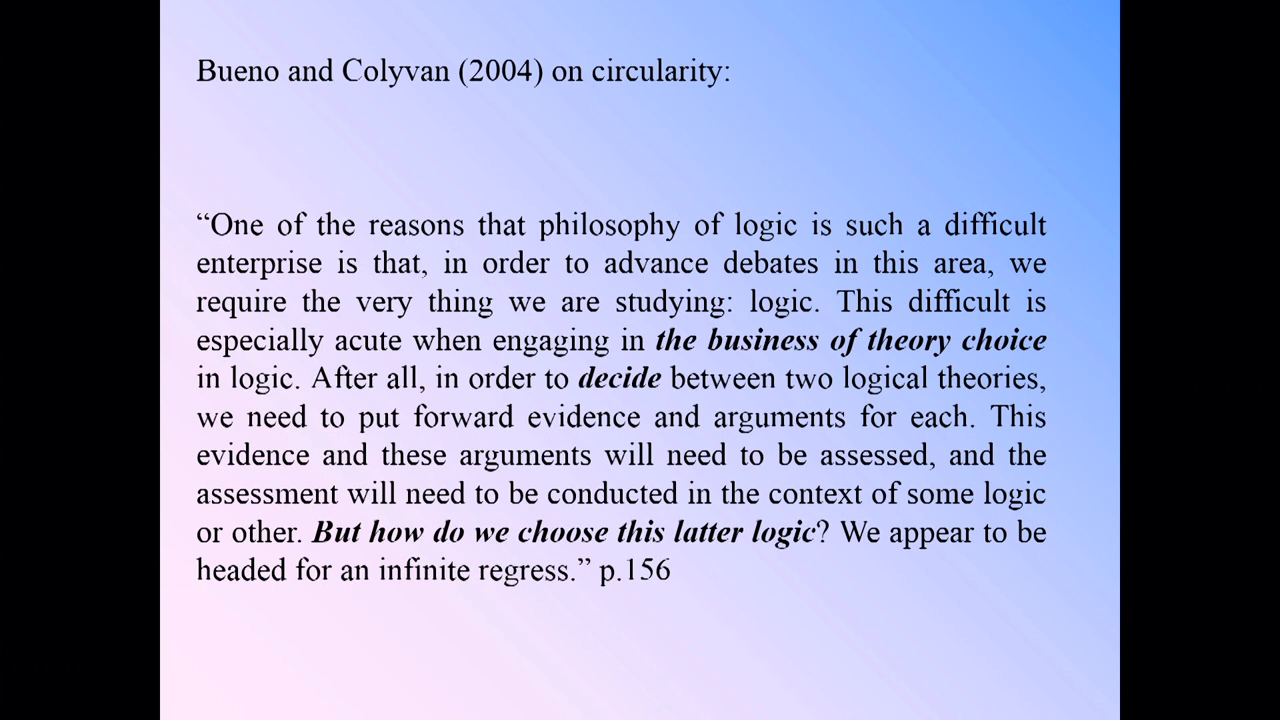 Bueno and Colyvan (2004) on circularity:
“One of the reasons that philosophy of logic is such a difficult
enterprise is that, in order to advance debates in this area, we
require the very thing we are studying: logic. This difficult is
especially acute when engaging in the business of theory choice
in logic. After all, in order to decide between two logical theories,
we need to put forward evidence and arguments for each. This
evidence and these arguments will need to be assessed, and the
assessment will need to be conducted in the context of some logic
or other. But how do we choose this latter logic? We appear to be
headed for an infinite regress.” p.156